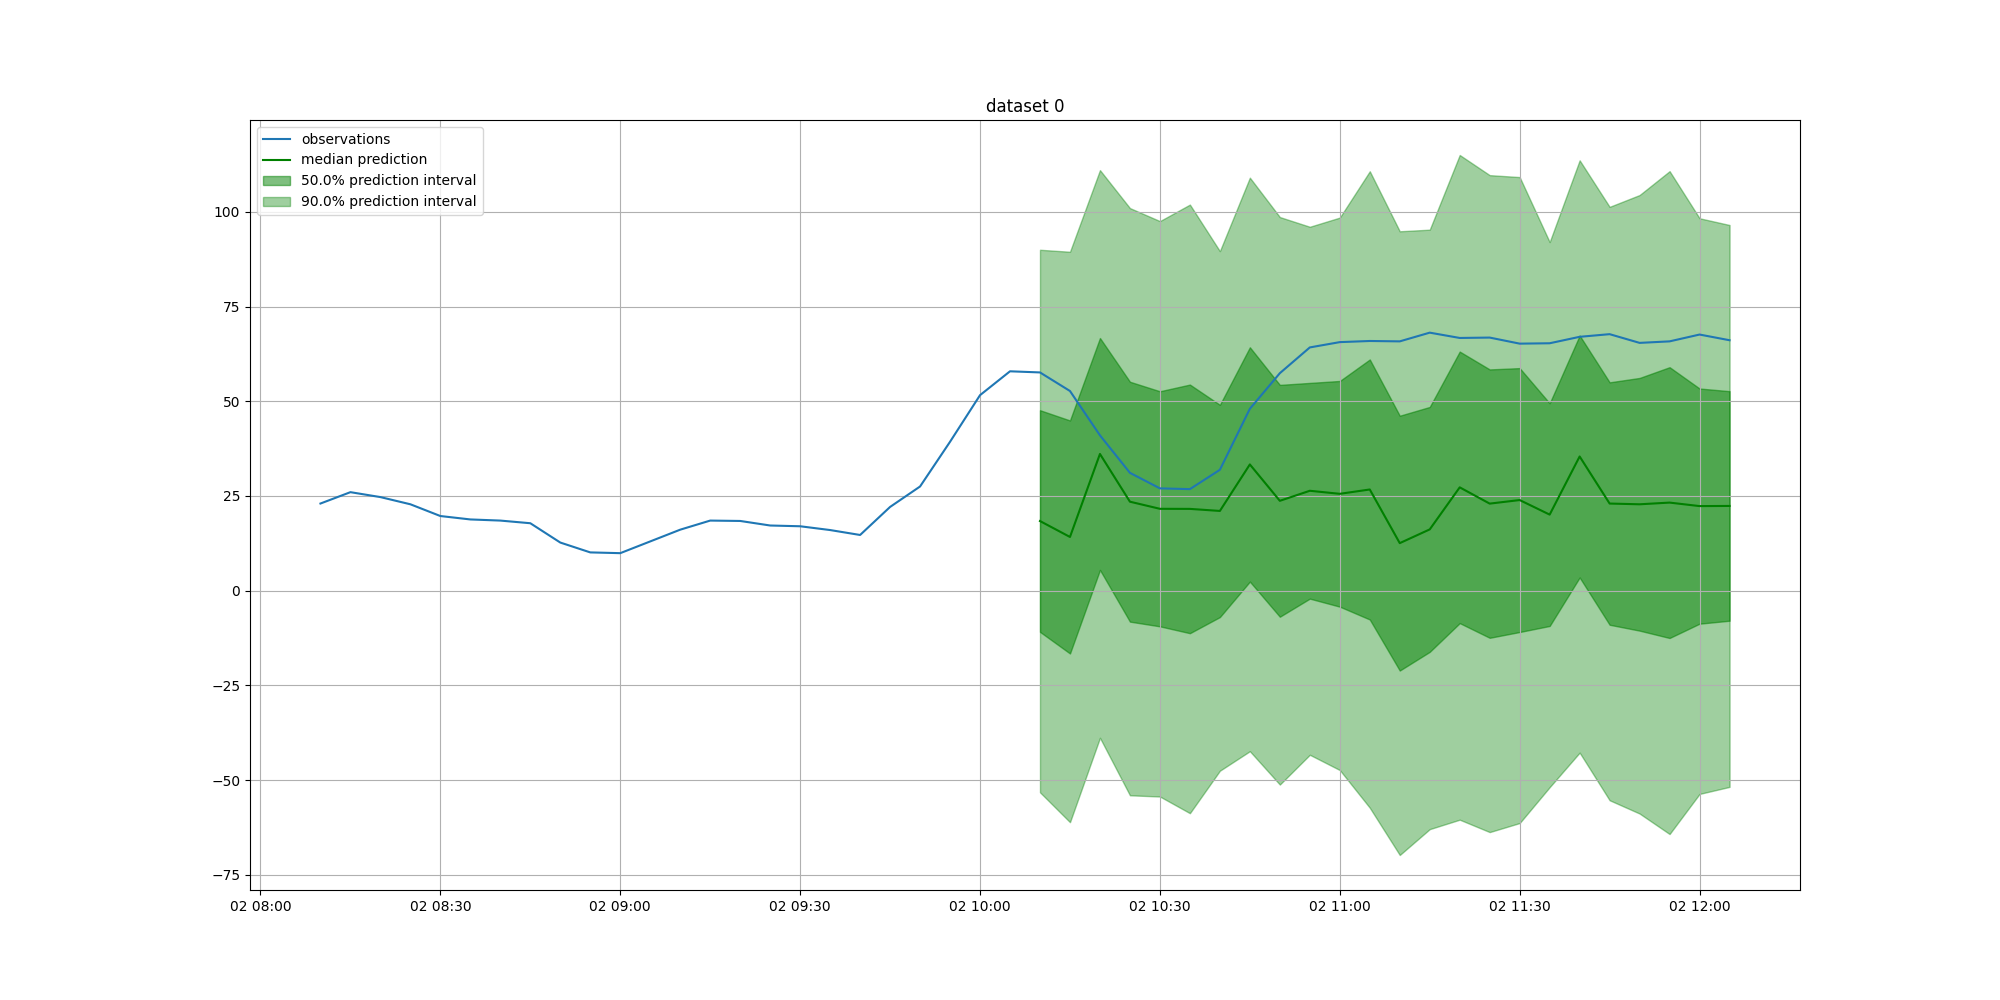 dataset 0
observations
median prediction
50.0% prediction interval
90.0% prediction interval
100
75
50
25
0
−25
−50
−75
02 08:00 02 08:30 02 09:00 02 09:30 02 10:00 02 10:30 02 11:00 02 11:30 02 12:00